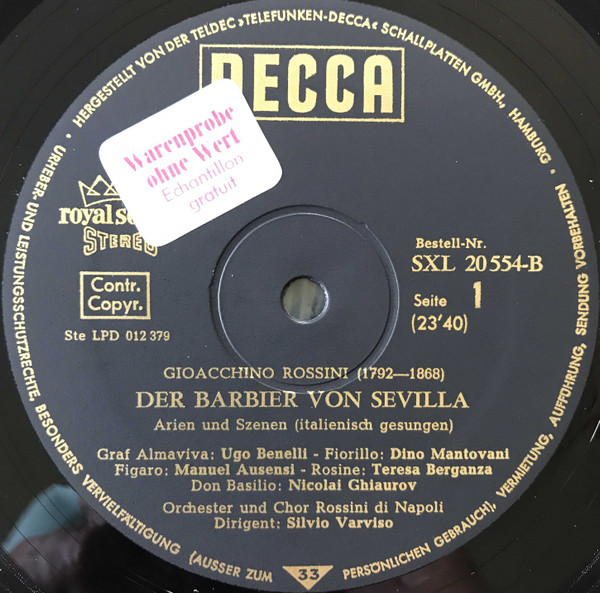 • HERGESTELLT VON DER TELDEC »TELEFUNKEN-DECCA« SCHALLPLATTEN GMBH., HAMBURG •
URHEBER- UND LEISTUNGSSCHUTZRECHTE, BESONDERS VERVIELFÄLTIGUNG (AUSSER ZUM PERSÖNLICHEN GEBRAUCH), VERMIETUNG, AUFFÜHRUNG, SENDUNG VORBEHALTEN
DECCA
Warenprobe
ohne Wert
Echantillon
gratuit
royal
STEREO
Contr.
Copyr.
Ste LPD 012 379
Bestell-Nr.
SXL 20 554-B
Seite 1
(23'40)
GIOACCHINO ROSSINI (1792—1868)
DER BARBIER VON SEVILLA
Arien und Szenen (italienisch gesungen)
Graf Almaviva: Ugo Benelli - Fiorillo: Dino Mantovani
Figaro: Manuel Ausensi - Rosine: Teresa Berganza
Don Basilio: Nicolai Ghiaurov
Orchester und Chor Rossini di Napoli
Dirigent: Silvio Varviso
33